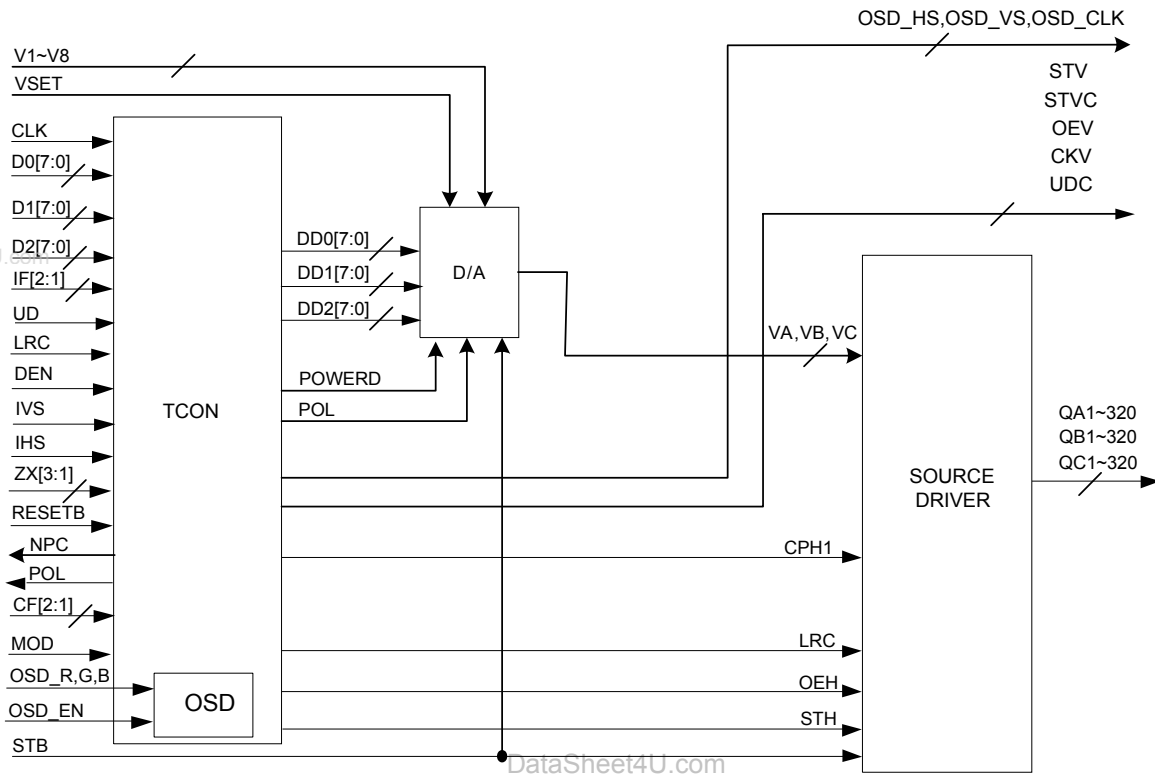 OSD_HS,OSD_VS,OSD_CLK
V1~V8
VSET
STV
STVC
OEV
CKV
UDC
CLK
D0[7:0]
D1[7:0]
D2[7:0]
IF[2:1]
UD
LRC
DEN
IVS
IHS
ZX[3:1]
RESETB
NPC
POL
CF[2:1]
MOD
OSD_R,G,B
OSD_EN
STB
TCON
OSD
DD0[7:0]
DD1[7:0]
DD2[7:0]
POWERD
POL
D/A
VA,VB,VC
CPH1
LRC
OEH
STH
SOURCE
DRIVER
QA1~320
QB1~320
QC1~320
DataSheet4U.com